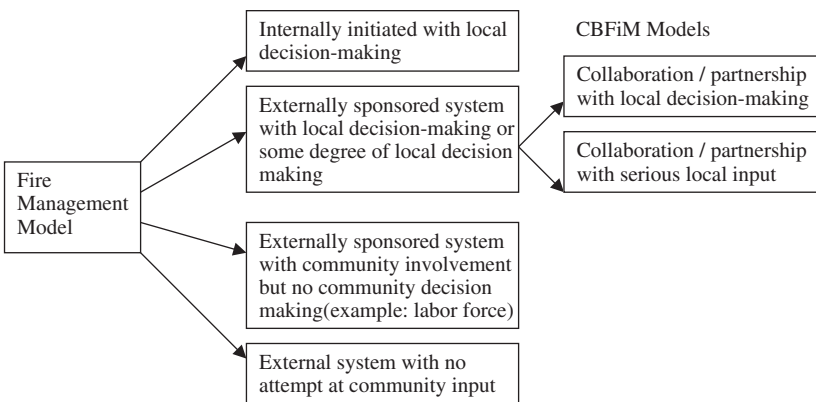 Internally initiated with local
decision-making
CBFiM Models
Externally sponsored system
with local decision-making or
some degree of local decision
making
Collaboration / partnership
with local decision-making
Collaboration / partnership
with serious local input
Fire
Management
Model
Externally sponsored system
with community involvement
but no community decision
making(example: labor force)
External system with no
attempt at community input